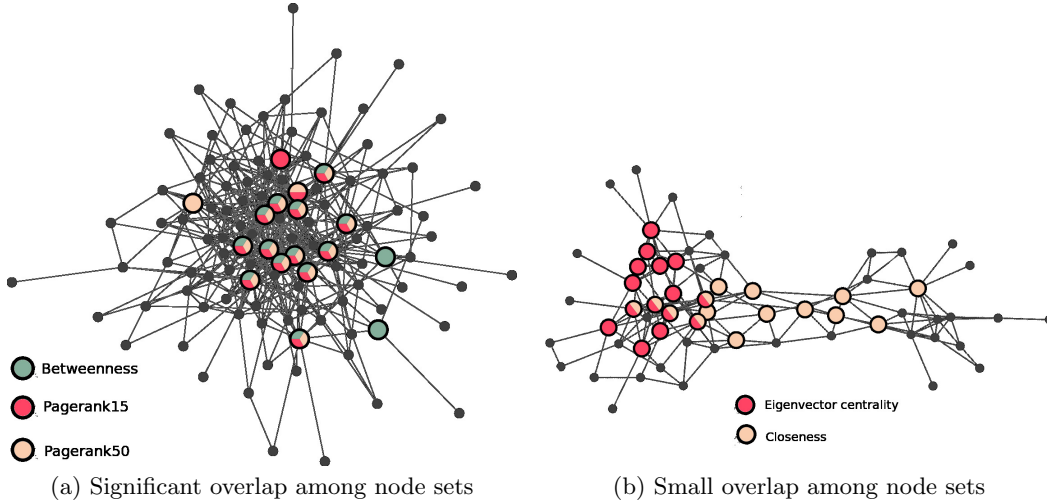 Betweenness
Pagerank15
Pagerank50
(a) Significant overlap among node sets
Eigenvector centrality
Closeness
(b) Small overlap among node sets